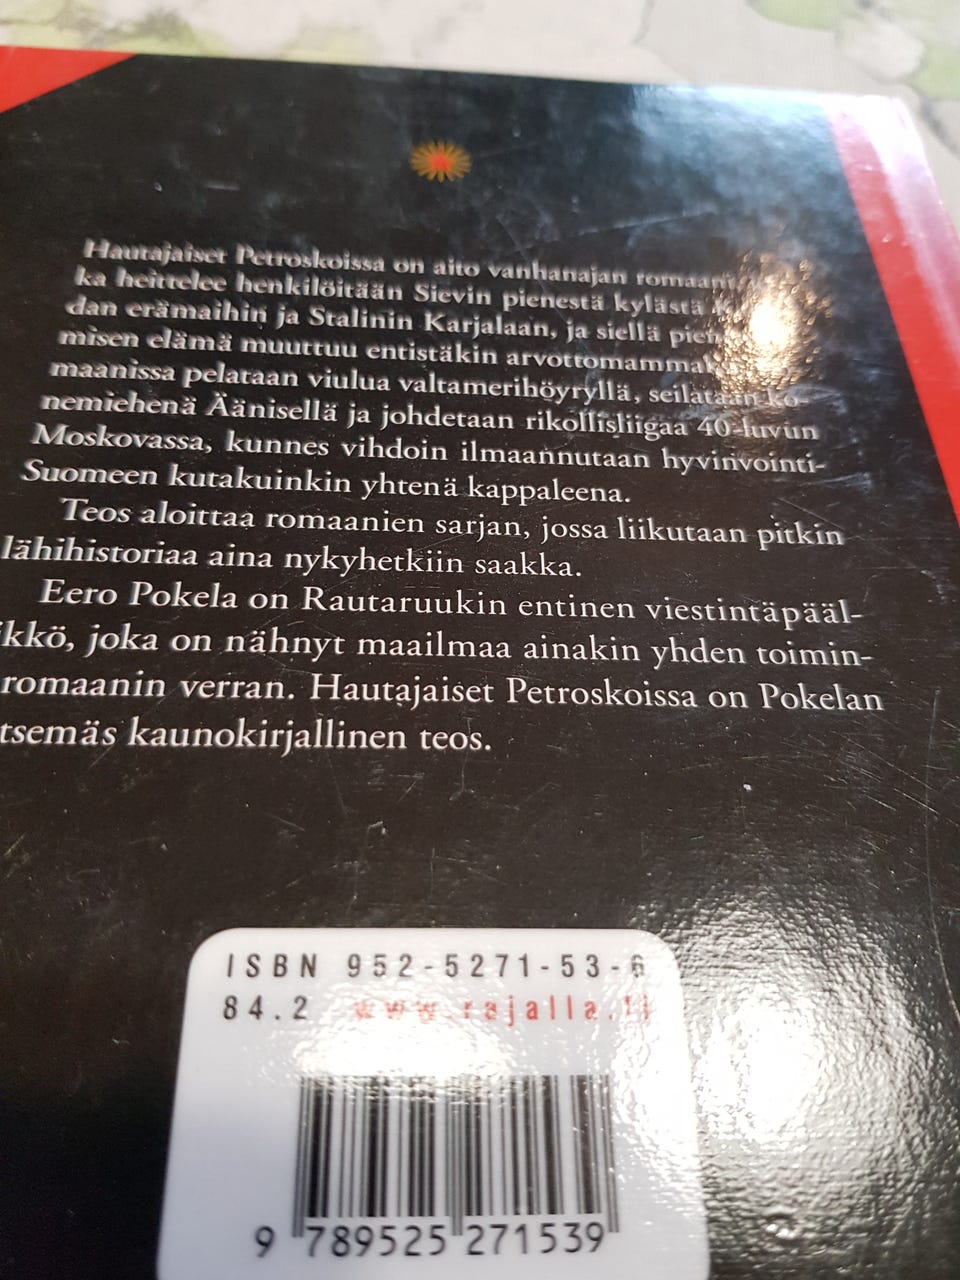 Hautajaiset Petroskoissa on aito vanhanajan
ka heittelee henkilöitään Sievin pienestä kylästä
dan erämaihin ja Stalinin Karjalaan, ja siellä
misen elämä muuttuu entistäkin
maanissa pelataan viulua valtamerihöyryllä, seilataan ko-
nemiehenä Äänisellä ja johdetaan rikollisliigaa 40-luvun
Moskovassa, kunnes vihdoin ilmaannutaan hyvinvointi-
Suomeen kutakuinkin yhtenä kappaleena.
Teos aloittaa romaanien sarjan, jossa liikutaan pitkin
lähihistoriaa aina nykyhetkiin saakka.
Eero Pokela on Rautaruukin entinen viestintäpääl-
ikkö, joka on nähnyt maailmaa ainakin yhden toimin-
romaanin verran. Hautajaiset Petroskoissa on Pokelan
tsemäs kaunokirjallinen teos.
ISBN 952-5271-53-6
84.2 www.rajalla.fi
9 789525 271539